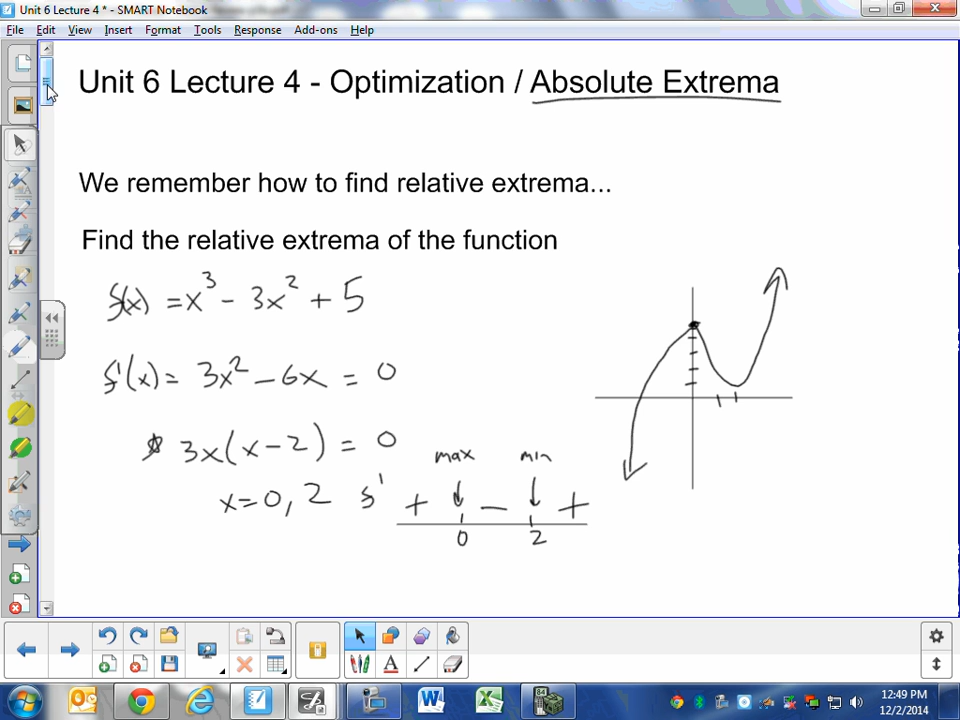 Unit 6 Lecture 4 * - SMART Notebook
File Edit View Insert Format Tools Response Add-ons Help
Unit 6 Lecture 4 - Optimization / Absolute Extrema
We remember how to find relative extrema...
Find the relative extrema of the function
f(x) = x³ - 3x² + 5
f'(x) = 3x² - 6x = 0
3x(x-2) = 0
max min
x=0, 2 f' + - +
0 2
12:49 PM
12/2/2014